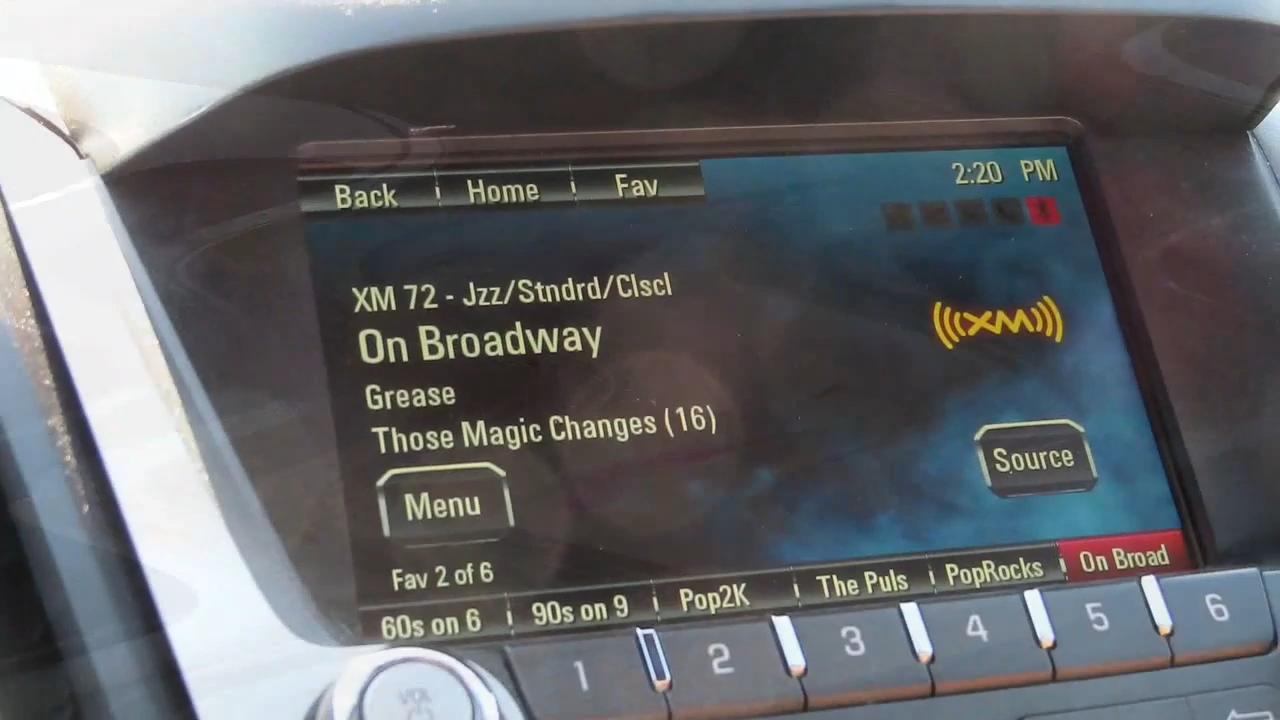 Back Home Fav 2:20 PM
XM 72 - Jzz/Stndrd/Clscl
On Broadway
XM
Grease
Those Magic Changes (16)
Source
Menu
Fav 2 of 6
60s on 6 90s on 9 Pop2K The Puls PopRocks On Broad
1 2 3 4 5 6